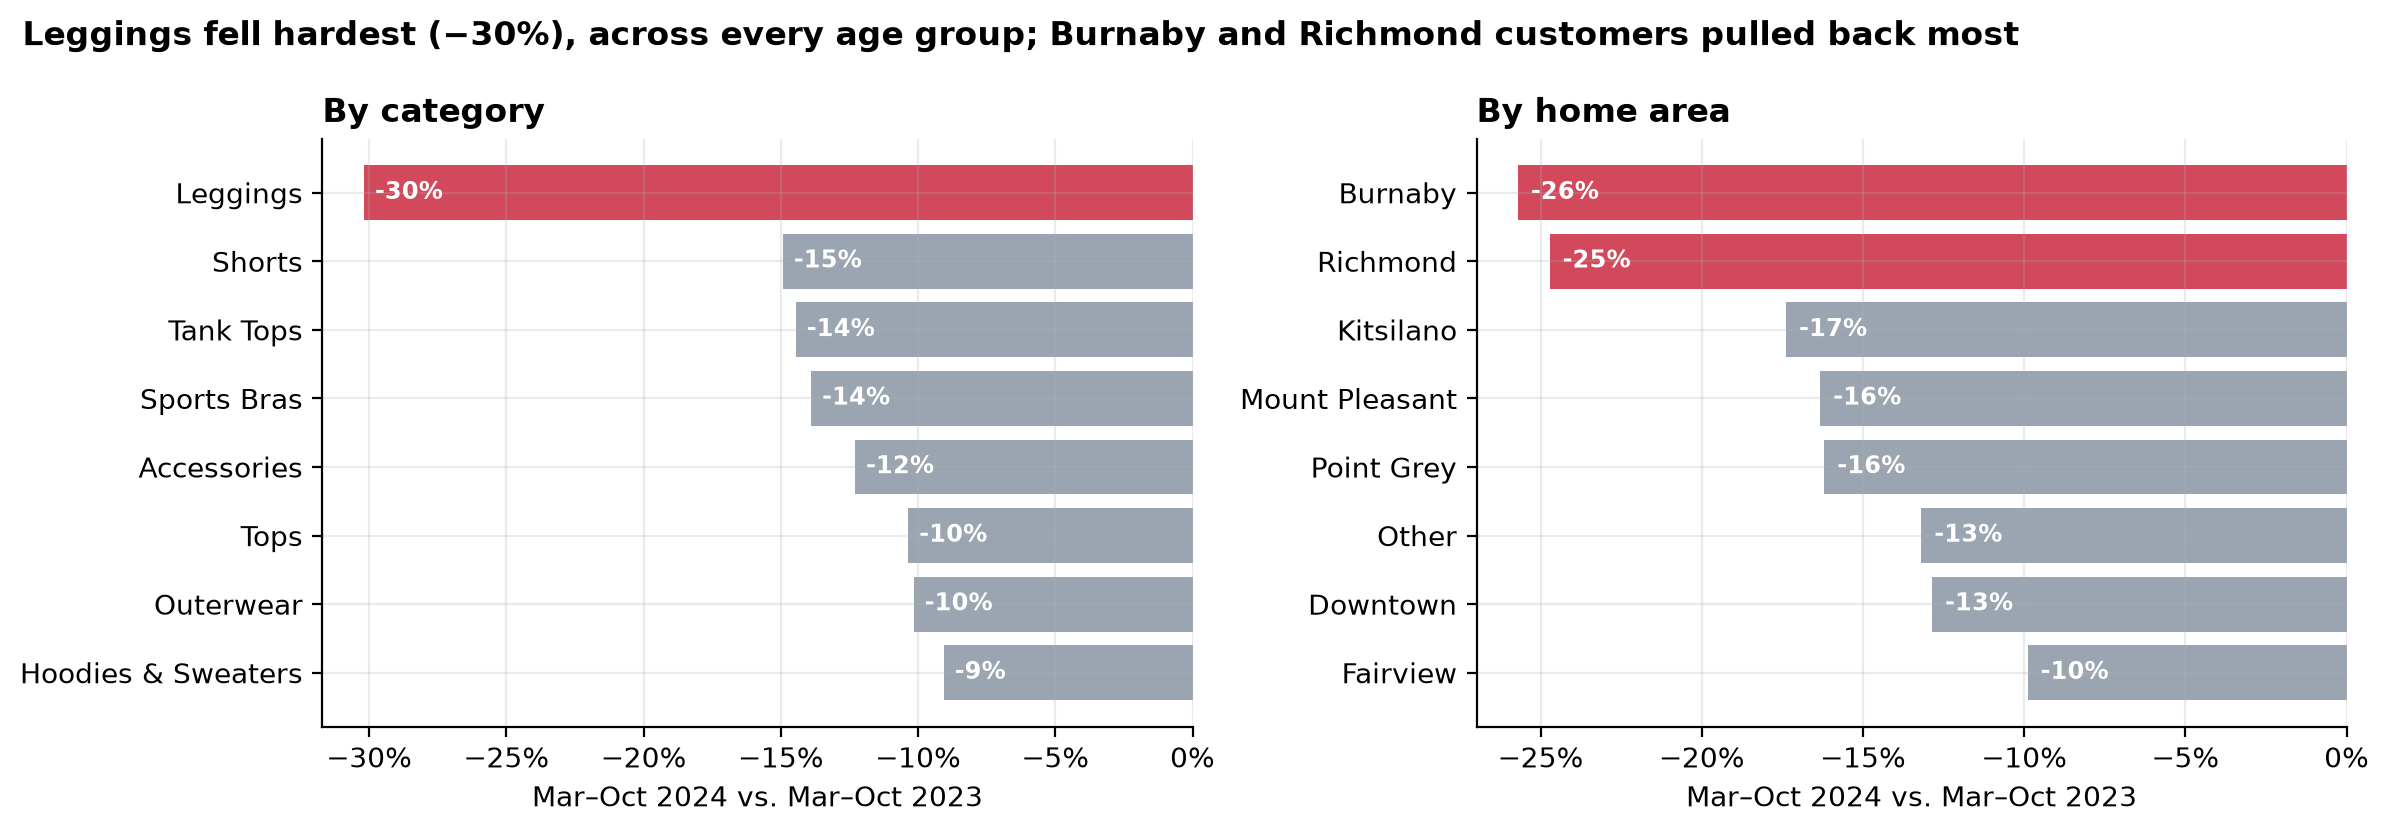 Leggings fell hardest (−30%), across every age group; Burnaby and Richmond customers pulled back most
By category
Leggings -30%
Shorts -15%
Tank Tops -14%
Sports Bras -14%
Accessories -12%
Tops -10%
Outerwear -10%
Hoodies & Sweaters -9%
−30% −25% −20% −15% −10% −5% 0%
Mar–Oct 2024 vs. Mar–Oct 2023
By home area
Burnaby -26%
Richmond -25%
Kitsilano -17%
Mount Pleasant -16%
Point Grey -16%
Other -13%
Downtown -13%
Fairview -10%
−25% −20% −15% −10% −5% 0%
Mar–Oct 2024 vs. Mar–Oct 2023